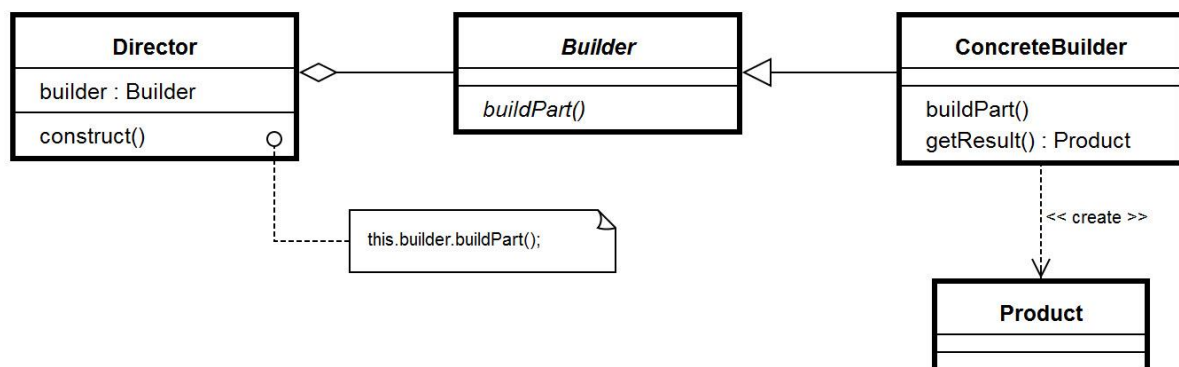 Director
builder : Builder
construct()
Builder
buildPart()
ConcreteBuilder
buildPart()
getResult() : Product
this.builder.buildPart();
<< create >>
Product